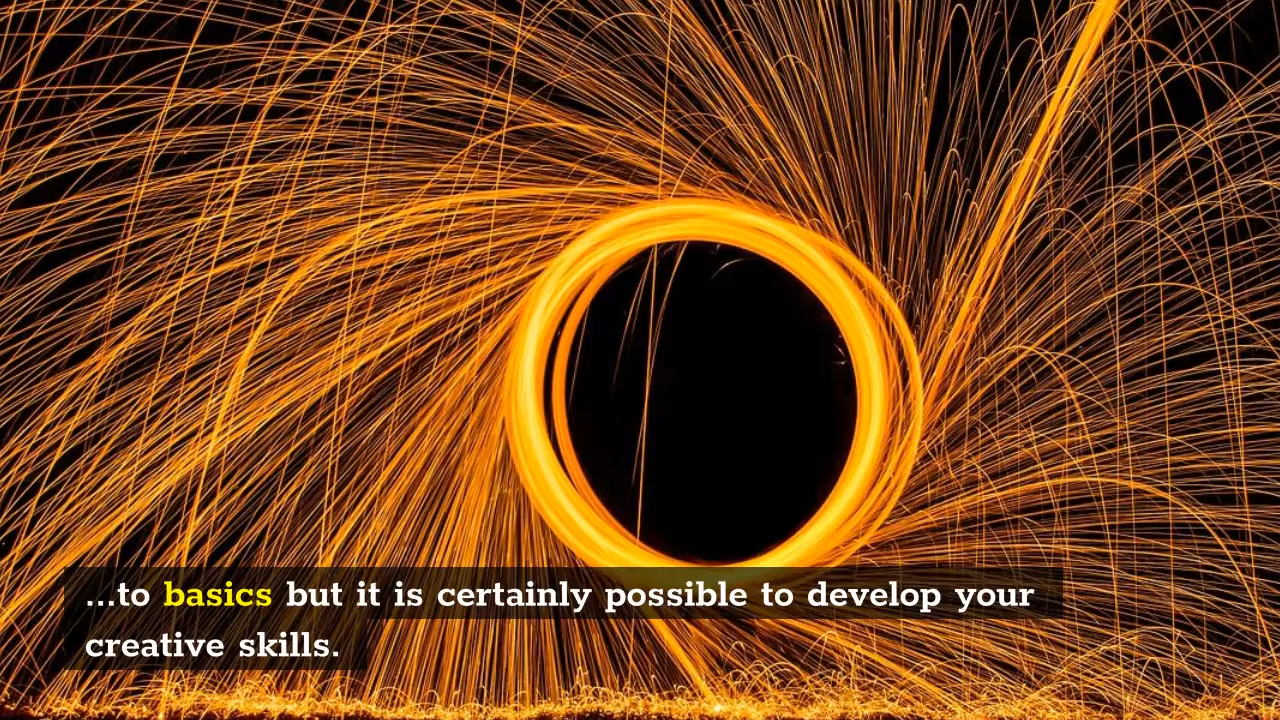 ...to basics but it is certainly possible to develop your
creative skills.